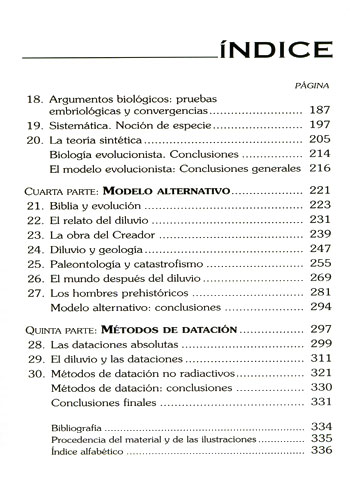 ÍNDICE
PÁGINA
18. Argumentos biológicos: pruebas
embriológicas y convergencias 187
19. Sistemática. Noción de especie 197
20. La teoría sintética 205
Biología evolucionista. Conclusiones 214
El modelo evolucionista: Conclusiones generales 216
CUARTA PARTE: MODELO ALTERNATIVO 221
21. Biblia y evolución 223
22. El relato del diluvio 231
23. La obra del Creador 239
24. Diluvio y geología 247
25. Paleontología y catastrofismo 255
26. El mundo después del diluvio 269
27. Los hombres prehistóricos 281
Modelo alternativo: conclusiones 294
QUINTA PARTE: MÉTODOS DE DATACIÓN 297
28. Las dataciones absolutas 299
29. El diluvio y las dataciones 311
30. Métodos de datación no radiactivos 321
Métodos de datación: conclusiones 330
Conclusiones finales 331
Bibliografía 334
Procedencia del material y de las ilustraciones 335
Índice alfabético 336